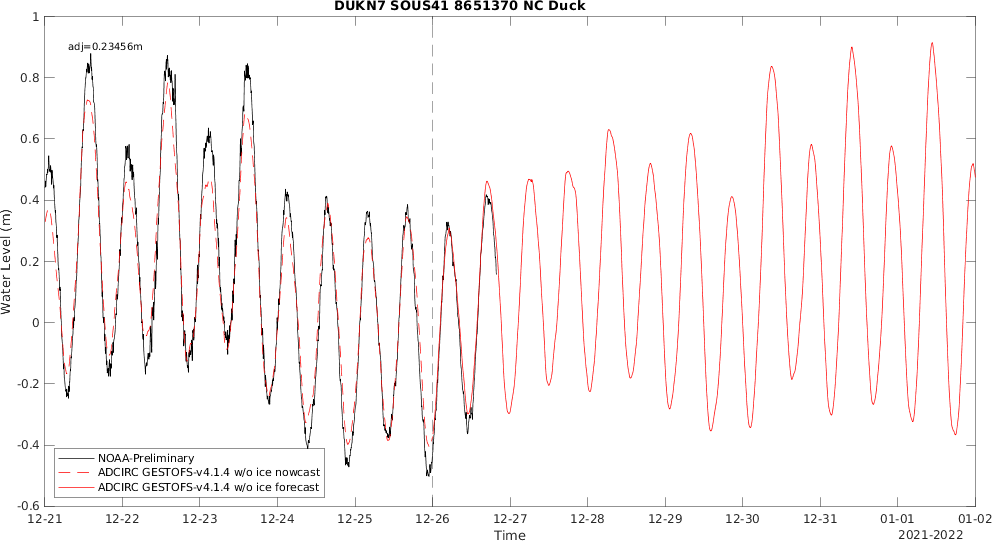 DUKN7 SOUS41 8651370 NC Duck
adj=0.23456m
Water Level (m)
1
0.8
0.6
0.4
0.2
0
-0.2
-0.4
-0.6
NOAA-Preliminary
ADCIRC GESTOFS-v4.1.4 w/o ice nowcast
ADCIRC GESTOFS-v4.1.4 w/o ice forecast
12-21 12-22 12-23 12-24 12-25 12-26 12-27 12-28 12-29 12-30 12-31 01-01 01-02
Time
2021-2022